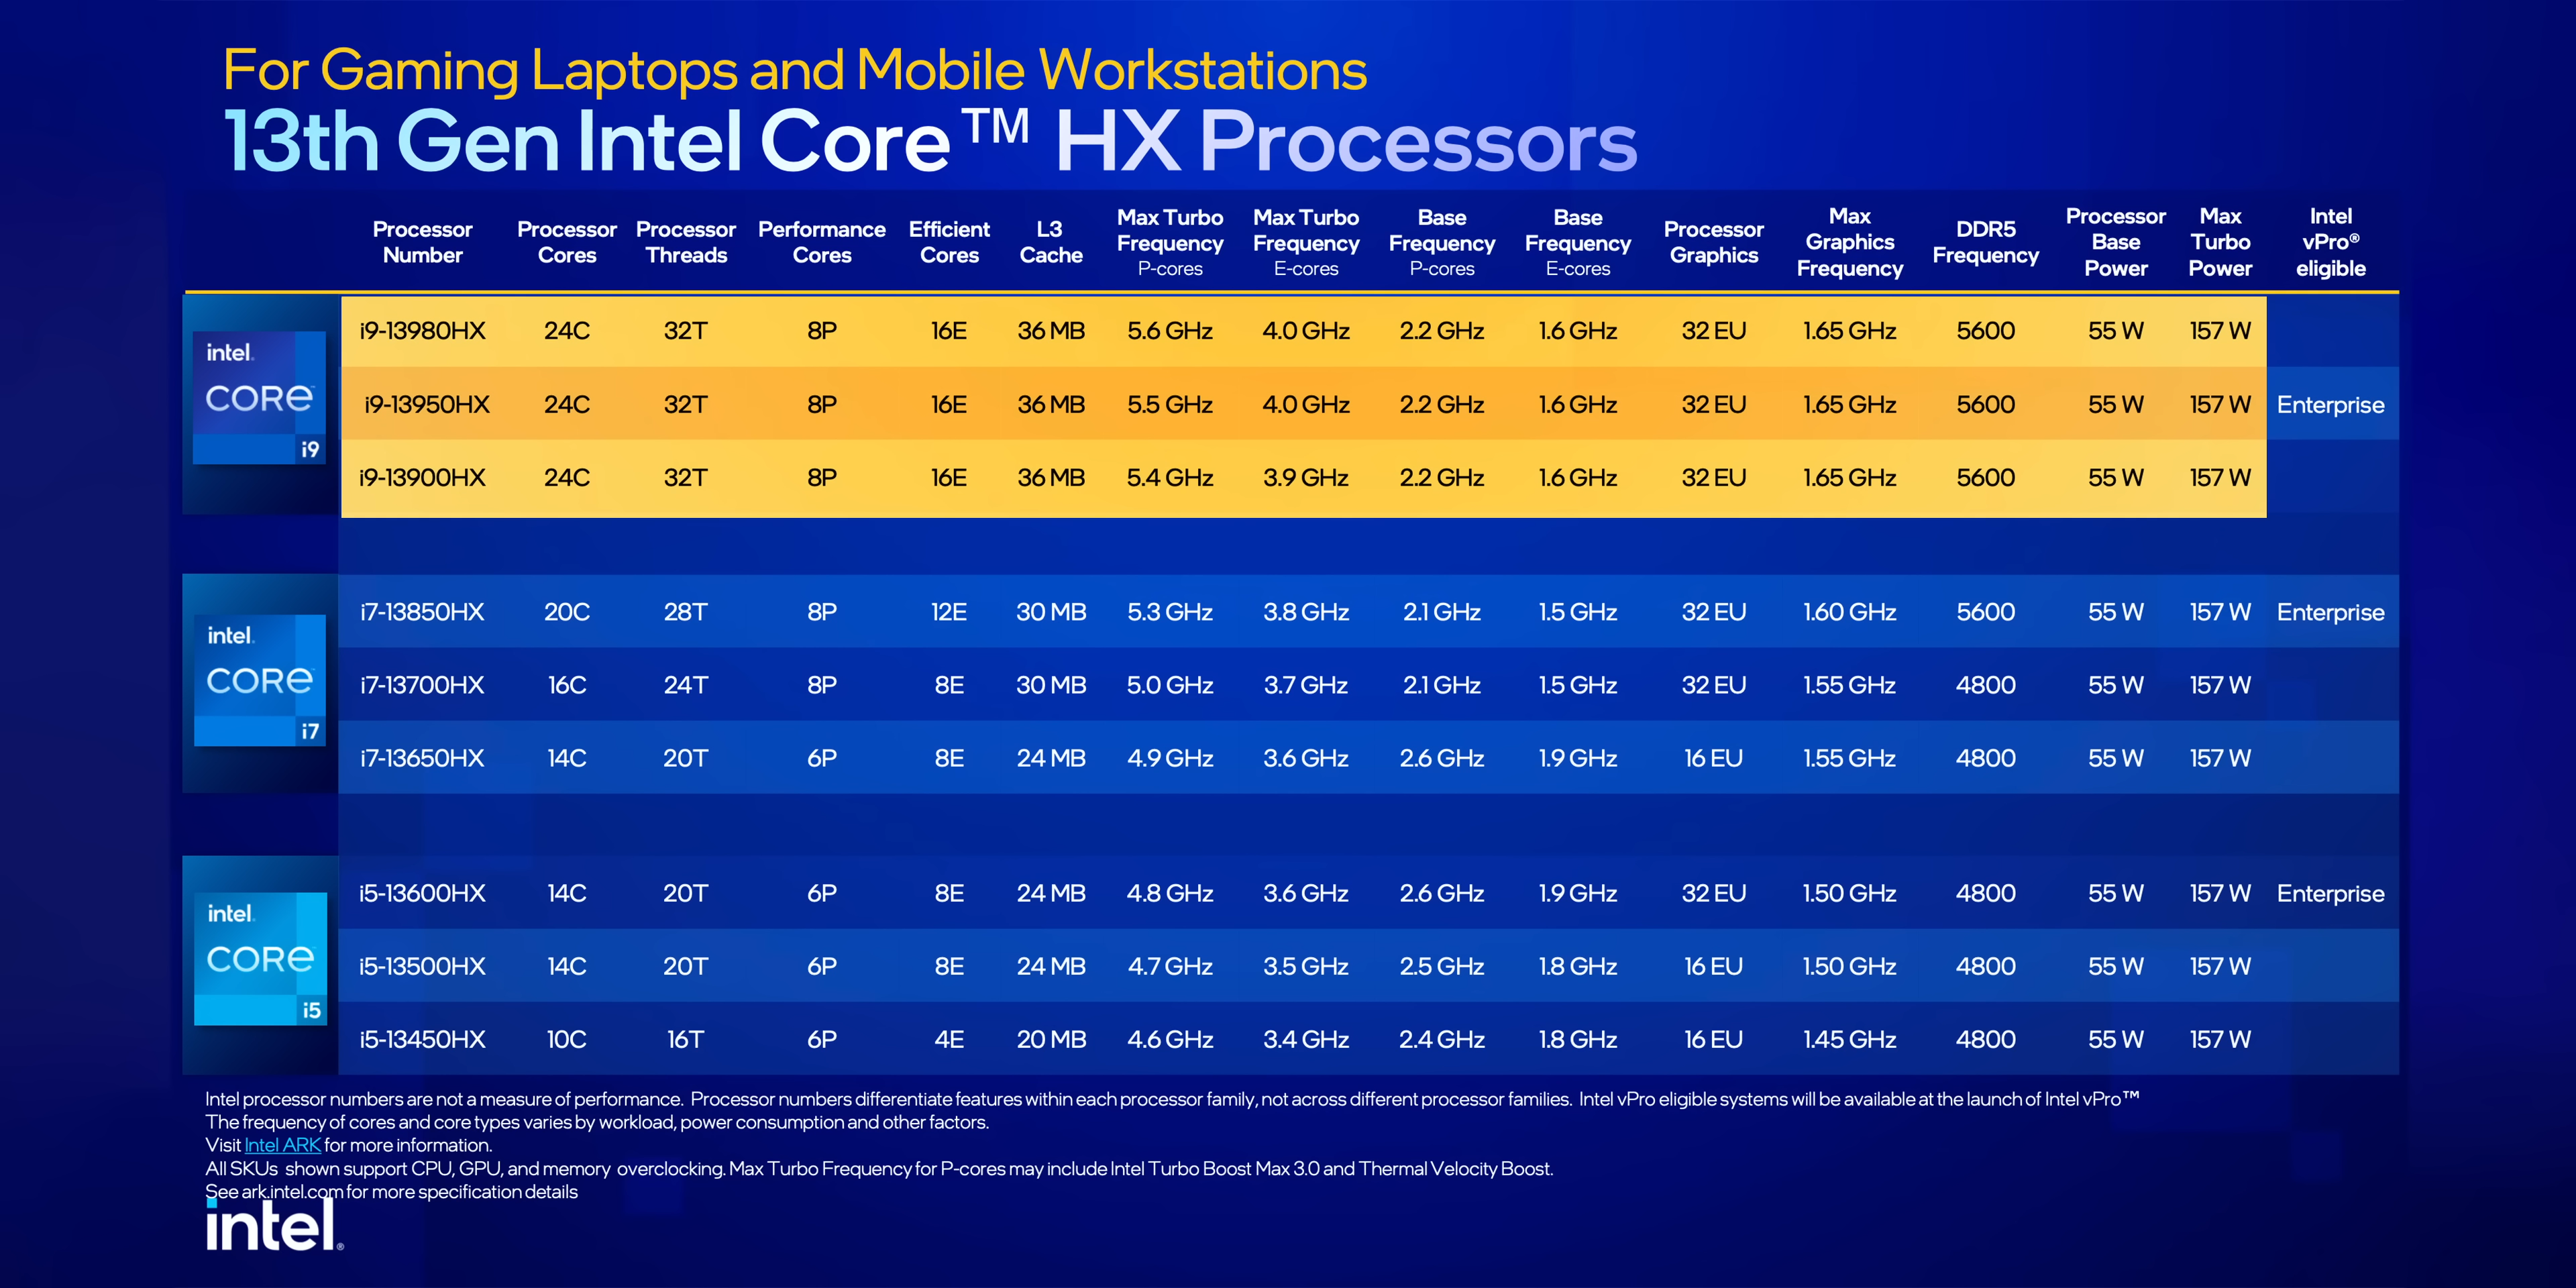 For Gaming Laptops and Mobile Workstations
13th Gen Intel Core™ HX Processors
Processor Number Processor Cores Processor Threads Performance Cores Efficient Cores L3 Cache Max Turbo Frequency P-cores Max Turbo Frequency E-cores Base Frequency P-cores Base Frequency E-cores Processor Graphics Max Graphics Frequency DDR5 Frequency Processor Base Power Max Turbo Power Intel vPro® eligible
intel. CORe™ i9
i9-13980HX 24C 32T 8P 16E 36 MB 5.6 GHz 4.0 GHz 2.2 GHz 1.6 GHz 32 EU 1.65 GHz 5600 55 W 157 W
i9-13950HX 24C 32T 8P 16E 36 MB 5.5 GHz 4.0 GHz 2.2 GHz 1.6 GHz 32 EU 1.65 GHz 5600 55 W 157 W Enterprise
i9-13900HX 24C 32T 8P 16E 36 MB 5.4 GHz 3.9 GHz 2.2 GHz 1.6 GHz 32 EU 1.65 GHz 5600 55 W 157 W
intel. CORe™ i7
i7-13850HX 20C 28T 8P 12E 30 MB 5.3 GHz 3.8 GHz 2.1 GHz 1.5 GHz 32 EU 1.60 GHz 5600 55 W 157 W Enterprise
i7-13700HX 16C 24T 8P 8E 30 MB 5.0 GHz 3.7 GHz 2.1 GHz 1.5 GHz 32 EU 1.55 GHz 4800 55 W 157 W
i7-13650HX 14C 20T 6P 8E 24 MB 4.9 GHz 3.6 GHz 2.6 GHz 1.9 GHz 16 EU 1.55 GHz 4800 55 W 157 W
intel. CORe™ i5
i5-13600HX 14C 20T 6P 8E 24 MB 4.8 GHz 3.6 GHz 2.6 GHz 1.9 GHz 32 EU 1.50 GHz 4800 55 W 157 W Enterprise
i5-13500HX 14C 20T 6P 8E 24 MB 4.7 GHz 3.5 GHz 2.5 GHz 1.8 GHz 16 EU 1.50 GHz 4800 55 W 157 W
i5-13450HX 10C 16T 6P 4E 20 MB 4.6 GHz 3.4 GHz 2.4 GHz 1.8 GHz 16 EU 1.45 GHz 4800 55 W 157 W
Intel processor numbers are not a measure of performance. Processor numbers differentiate features within each processor family, not across different processor families. Intel vPro eligible systems will be available at the launch of Intel vPro™
The frequency of cores and core types varies by workload, power consumption and other factors.
Visit Intel ARK for more information.
All SKUs shown support CPU, GPU, and memory overclocking. Max Turbo Frequency for P-cores may include Intel Turbo Boost Max 3.0 and Thermal Velocity Boost.
See ark.intel.com for more specification details
intel®